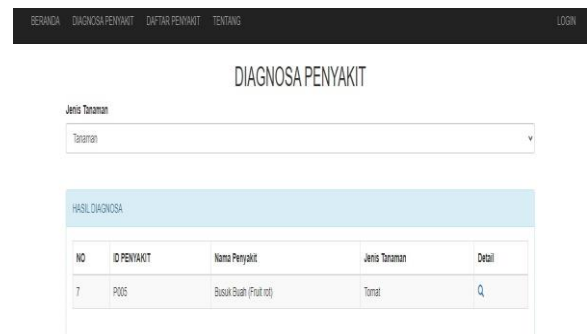 BERANDA DIAGNOSA PENYAKIT DAFTAR PENYAKIT TENTANG LOGIN
DIAGNOSA PENYAKIT
Jenis Tanaman
Tanaman
HASIL DIAGNOSA
NO ID PENYAKIT Nama Penyakit Jenis Tanaman Detail
7 P005 Busuk Buah (Fruit rot) Tomat